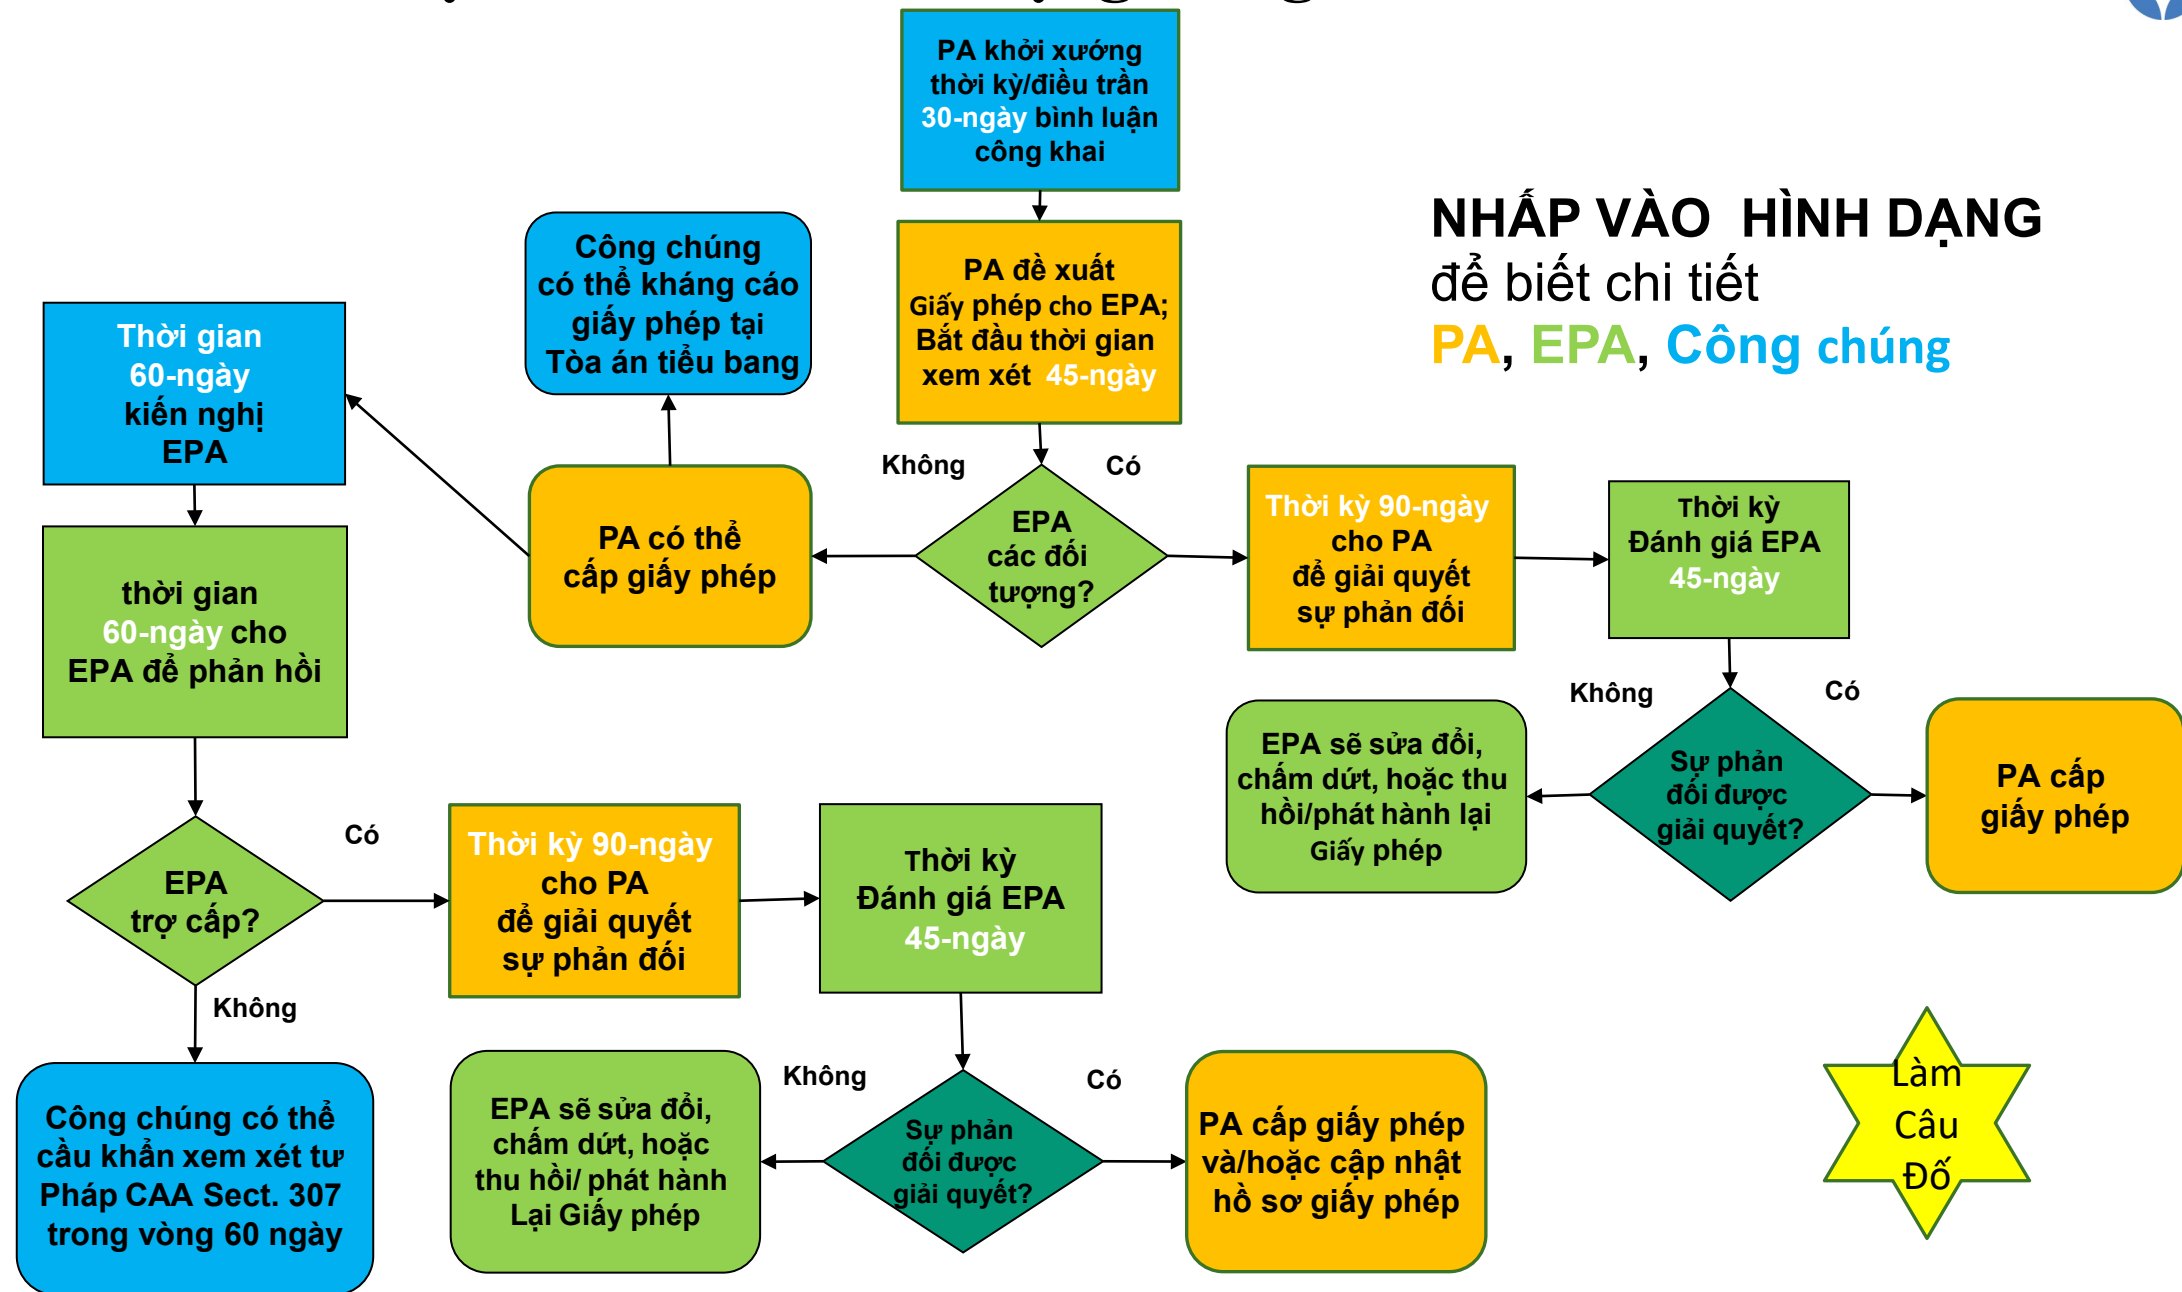 PA khởi xướng
thời kỳ/điều trần
30-ngày bình luận
công khai
NHẤP VÀO HÌNH DẠNG
để biết chi tiết
PA, EPA, Công chúng
PA đề xuất
Giấy phép cho EPA;
Bắt đầu thời gian
xem xét 45-ngày
Công chúng
có thể kháng cáo
giấy phép tại
Tòa án tiểu bang
Thời gian
60-ngày
kiến nghị
EPA
Không
Có
EPA
các đối
tượng?
PA có thể
cấp giấy phép
Thời kỳ 90-ngày
cho PA
để giải quyết
sự phản đối
Thời kỳ
Đánh giá EPA
45-ngày
thời gian
60-ngày cho
EPA để phản hồi
Không
Có
Sự phản
đối được
giải quyết?
EPA sẽ sửa đổi,
chấm dứt, hoặc thu
hồi/phát hành lại
Giấy phép
PA cấp
giấy phép
EPA
trợ cấp?
Có
Không
Thời kỳ 90-ngày
cho PA
để giải quyết
sự phản đối
Thời kỳ
Đánh giá EPA
45-ngày
Công chúng có thể
cầu khẩn xem xét tư
Pháp CAA Sect. 307
trong vòng 60 ngày
Không
Có
Sự phản
đối được
giải quyết?
EPA sẽ sửa đổi,
chấm dứt, hoặc
thu hồi/ phát hành
Lại Giấy phép
PA cấp giấy phép
và/hoặc cập nhật
hồ sơ giấy phép
Làm
Câu
Đố